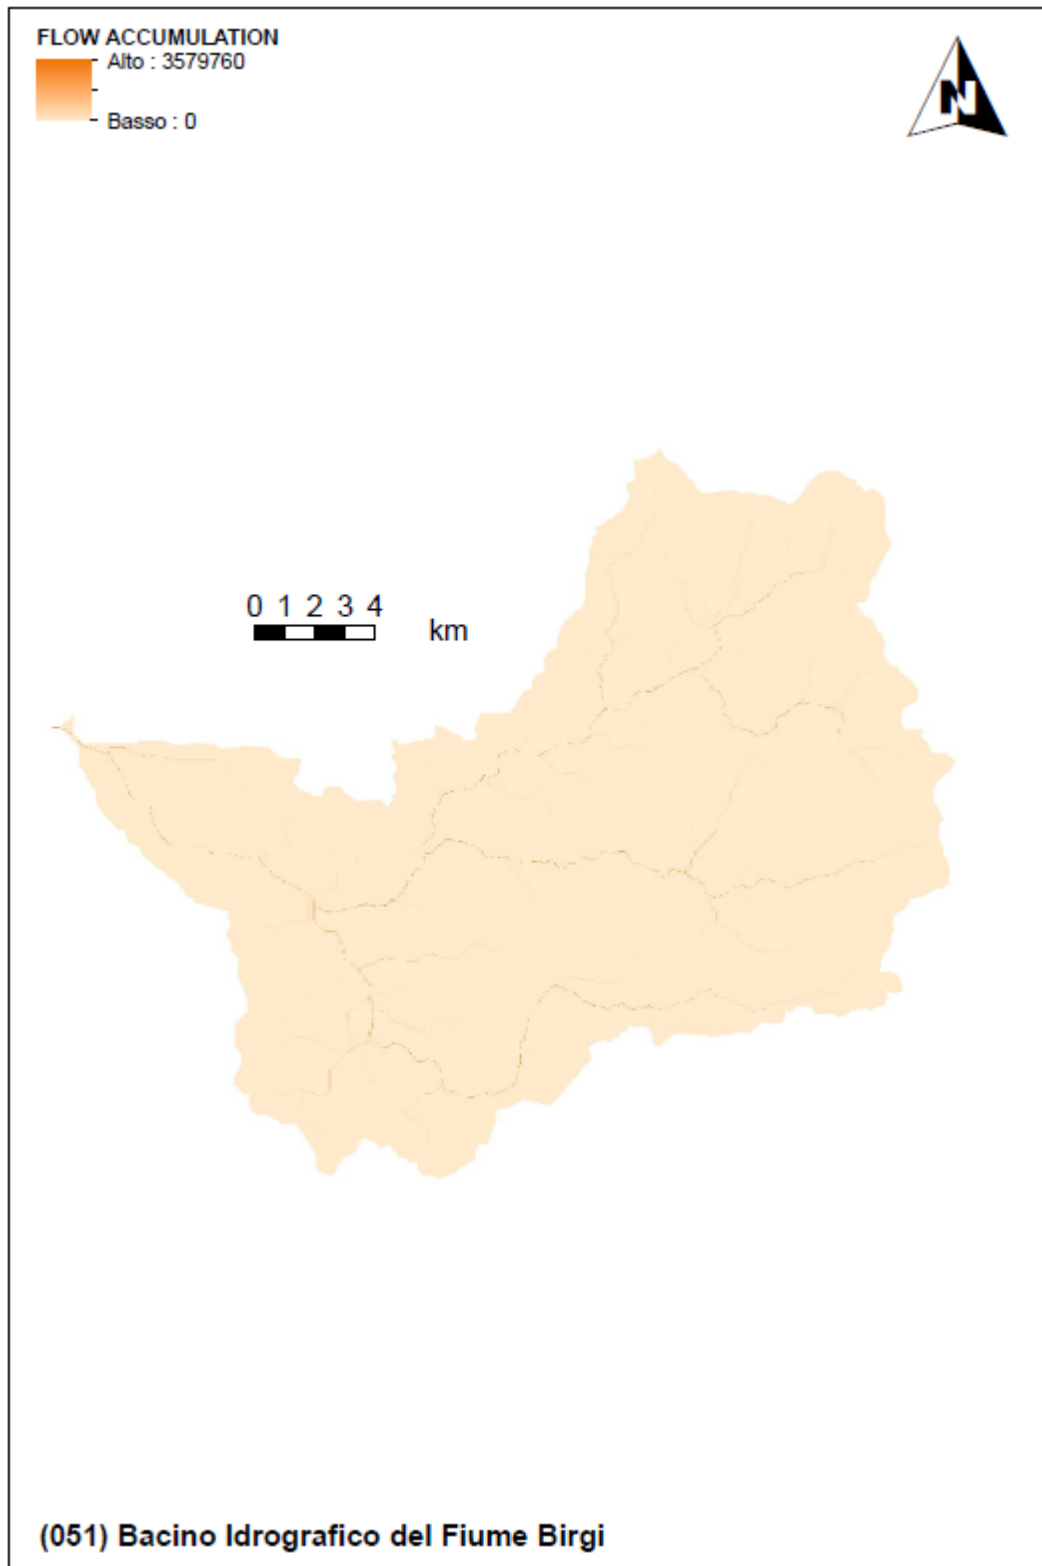 FLOW ACCUMULATION
Alto : 3579760
Basso : 0
N
0 1 2 3 4
km
(051) Bacino Idrografico del Fiume Birgi